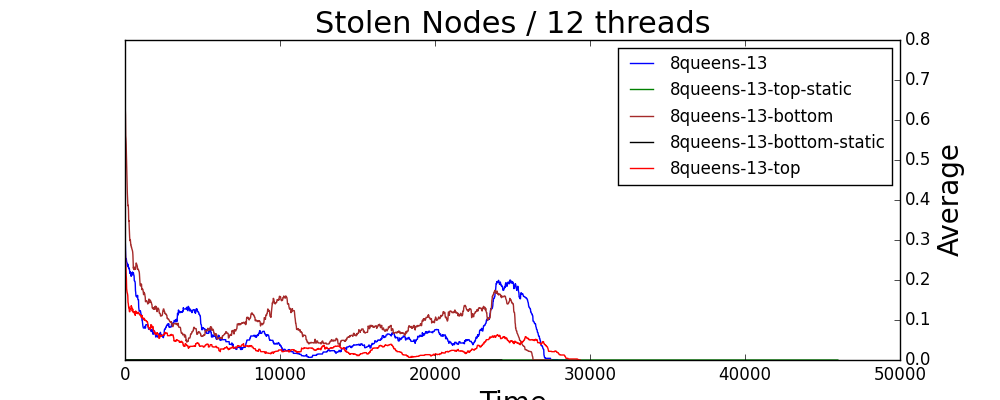 Stolen Nodes / 12 threads
8queens-13
8queens-13-top-static
8queens-13-bottom
8queens-13-bottom-static
8queens-13-top
0.8
0.7
0.6
0.5
0.4
0.3
0.2
0.1
0.0
Average
0 10000 20000 30000 40000 50000
Time